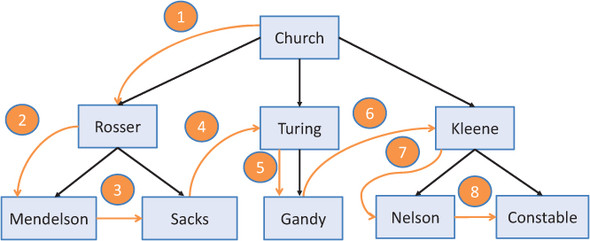 1
Church
2
Rosser
4
Turing
6
Kleene
5
7
3
8
Mendelson
Sacks
Gandy
Nelson
Constable